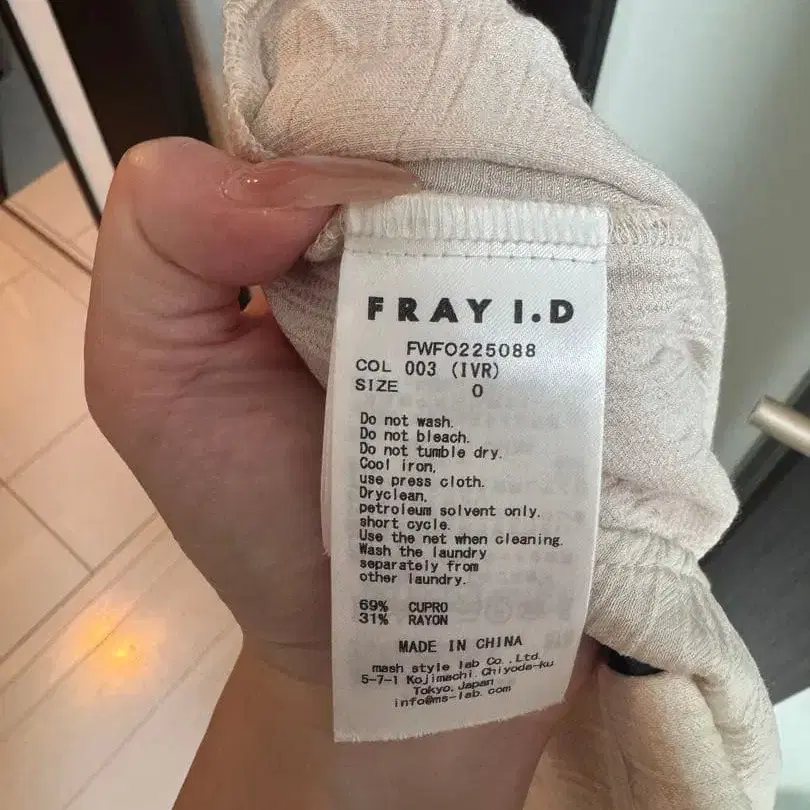 FRAY I.D
FWFO225088
COL 003 (IVR)
SIZE 0
Do not wash.
Do not bleach.
Do not tumble dry.
Cool iron,
use press cloth.
Dryclean,
petroleum solvent only.
short cycle.
Use the net when cleaning.
Wash the laundry
separately from
other laundry.
69% CUPRO
31% RAYON
MADE IN CHINA
mash style lab Co.,Ltd.
5-7-1 Kojimachi.Chiyoda-ku
Tokyo.Japan
info@ms-lab.com